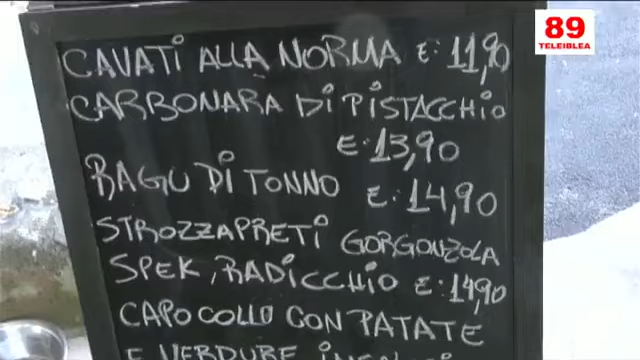 89
TELEIBLEA
CAVATI ALLA NORMA E: 11,90
CARBONARA DI PISTACCHIO
E: 13,90
RAGU DI TONNO E: 14,90
STROZZAPRETI GORGONZOLA
SPEK, RADICCHIO E: 14,90
CAPOCOLLO CON PATATE
E VERDURE